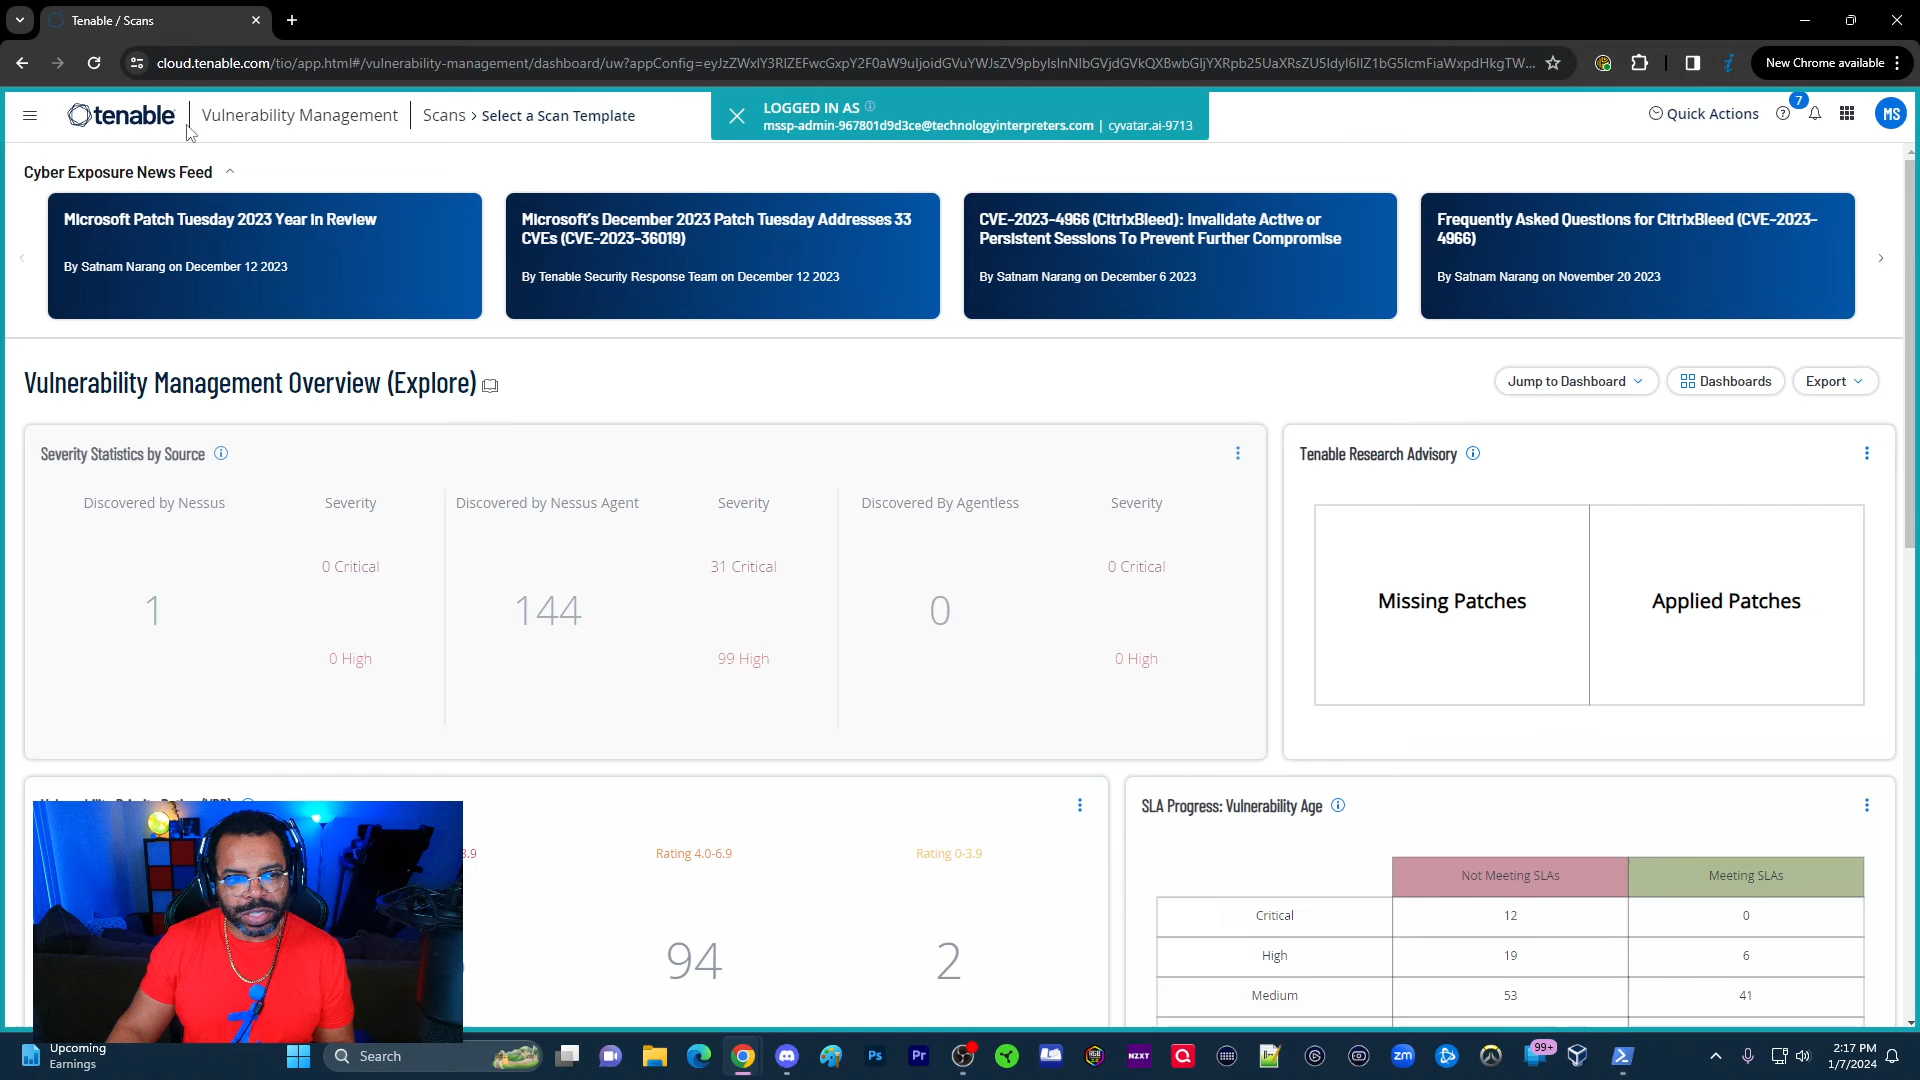 Tenable / Scans
cloud.tenable.com/tio/app.html#/vulnerability-management/dashboard/uw?appConfig=
New Chrome available
tenable
Vulnerability Management
Scans > Select a Scan Template
LOGGED IN AS
mssp-admin-967801d9d3ce@technologyinterpreters.com | cyvatar.ai-9713
Quick Actions
7
MS
Cyber Exposure News Feed
Microsoft Patch Tuesday 2023 Year In Review
By Satnam Narang on December 12 2023
Microsoft's December 2023 Patch Tuesday Addresses 33
CVEs (CVE-2023-36019)
By Tenable Security Response Team on December 12 2023
CVE-2023-4966 (CitrixBleed): Invalidate Active or
Persistent Sessions To Prevent Further Compromise
By Satnam Narang on December 6 2023
Frequently Asked Questions for CitrixBleed (CVE-2023-
4966)
By Satnam Narang on November 20 2023
Vulnerability Management Overview (Explore)
Jump to Dashboard
Dashboards
Export
Severity Statistics by Source
Discovered by Nessus
Severity
Discovered by Nessus Agent
Severity
Discovered By Agentless
Severity
1
0 Critical
0 High
144
31 Critical
99 High
0
0 Critical
0 High
Tenable Research Advisory
Missing Patches
Applied Patches
Rating 4.0-6.9
Rating 0-3.9
94
2
SLA Progress: Vulnerability Age
Not Meeting SLAs
Meeting SLAs
Critical
12
0
High
19
6
Medium
53
41
Upcoming
Earnings
Search
Ps
Pr
NZXT
zm
99+
2:17 PM
1/7/2024